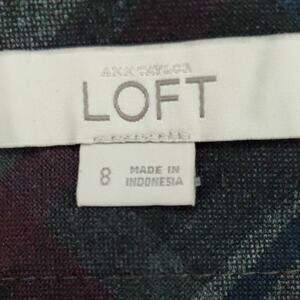 ANN TAYLOR
LOFT
8
MADE IN
INDONESIA